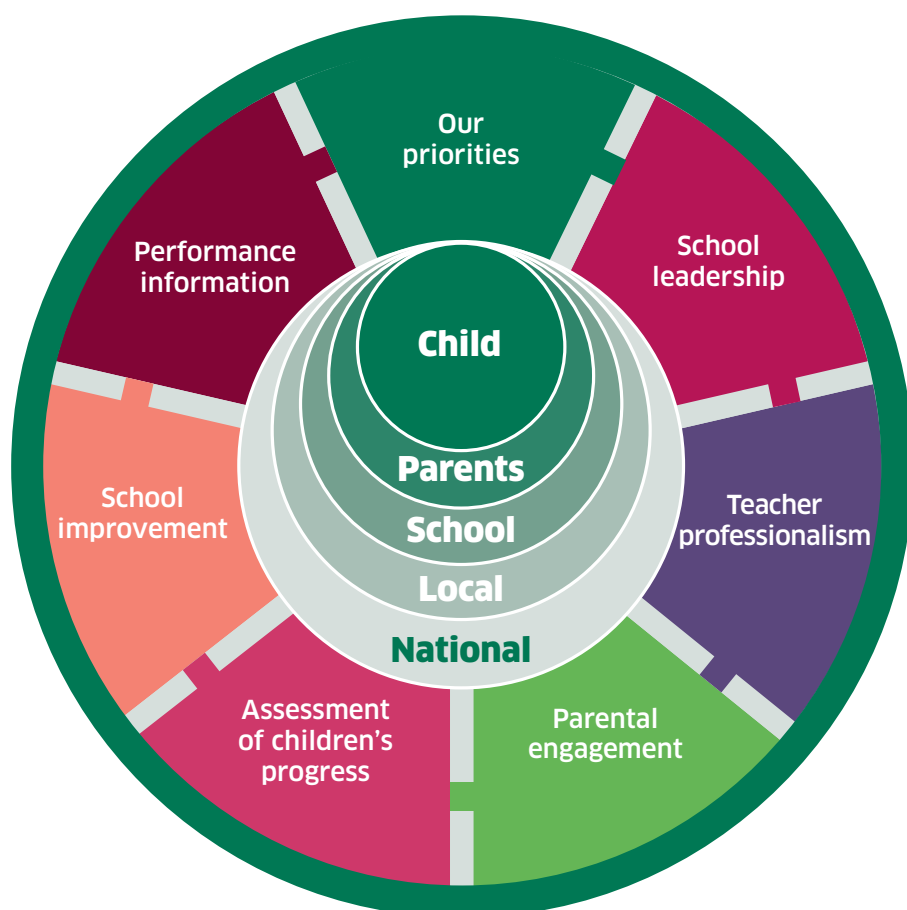 Our
priorities
School
leadership
Teacher
professionalism
Parental
engagement
Assessment
of children’s
progress
School
improvement
Performance
information
Child
Parents
School
Local
National